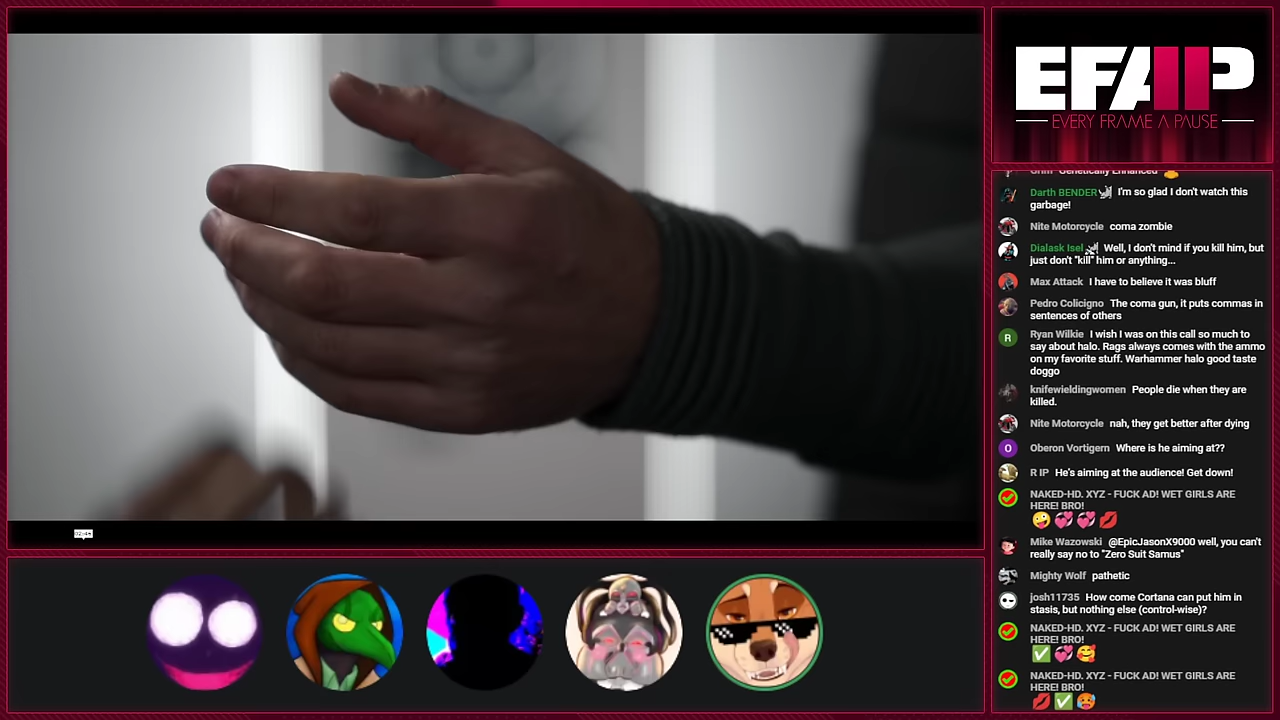 EFAP
EVERY FRAME A PAUSE
Genetically Enhanced
Darth BENDER I'm so glad I don't watch this
garbage!
Nite Motorcycle coma zombie
Dialask Isel Well, I don't mind if you kill him, but
just don't "kill" him or anything...
Max Attack I have to believe it was bluff
Pedro Colicigno The coma gun, it puts commas in
sentences of others
R
Ryan Wilkie I wish I was on this call so much to
say about halo. Rags always comes with the ammo
on my favorite stuff. Warhammer halo good taste
doggo
knifewieldingwomen People die when they are
killed.
Nite Motorcycle nah, they get better after dying
O
Oberon Vortigern Where is he aiming at??
R IP He's aiming at the audience! Get down!
NAKED-HD. XYZ - FUCK AD! WET GIRLS ARE
HERE! BRO!
Mike Wazowski @EpicJasonX9000 well, you can't
really say no to "Zero Suit Samus"
Mighty Wolf pathetic
josh11735 How come Cortana can put him in
stasis, but nothing else (control-wise)?
NAKED-HD. XYZ - FUCK AD! WET GIRLS ARE
HERE! BRO!
NAKED-HD. XYZ - FUCK AD! WET GIRLS ARE
HERE! BRO!